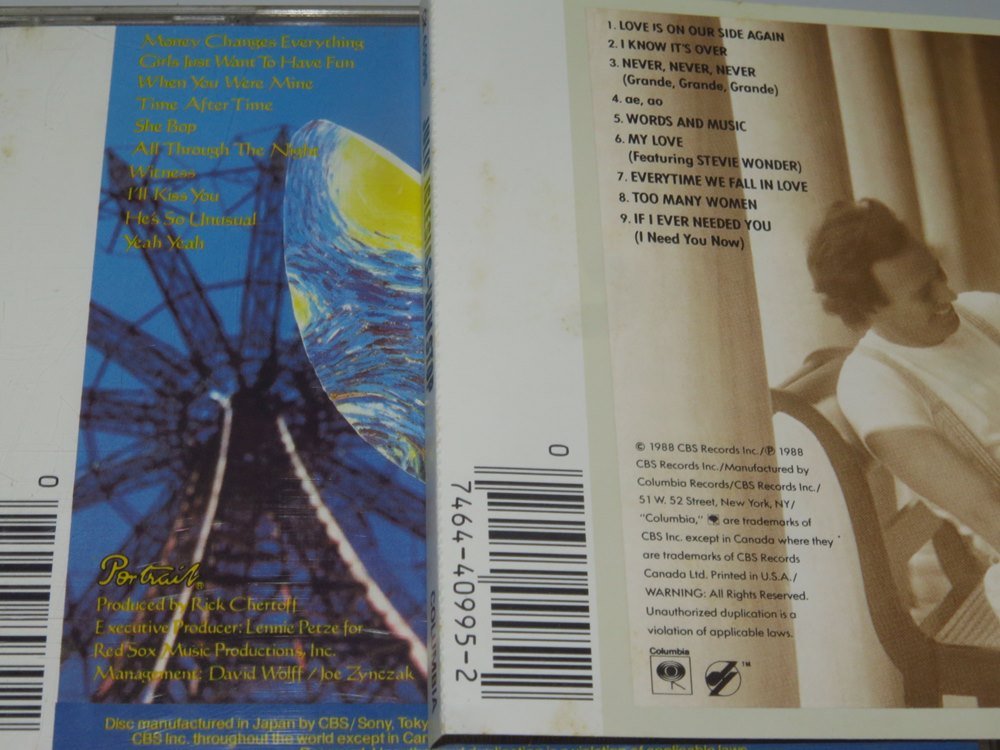 Money Changes Everything
Girls Just Want To Have Fun
When You Were Mine
Time After Time
She Bop
All Through The Night
Witness
I'll Kiss You
He's So Unusual
Yeah Yeah
0
Portrait®
Produced by Rick Chertoff
Executive Producer: Lennie Petze for
Red Sox Music Productions, Inc.
Management: David Wolff/Joe Zynczak
Disc manufactured in Japan by CBS/Sony,
CBS Inc. throughout the world except in
1. LOVE IS ON OUR SIDE AGAIN
2. I KNOW IT'S OVER
3. NEVER, NEVER, NEVER
(Grande, Grande, Grande)
4. ae, ao
5. WORDS AND MUSIC
6. MY LOVE
(Featuring STEVIE WONDER)
7. EVERYTIME WE FALL IN LOVE
8. TOO MANY WOMEN
9. IF I EVER NEEDED YOU
(I Need You Now)
0
7464-40995-2
© 1988 CBS Records Inc./℗ 1988
CBS Records Inc./Manufactured by
Columbia Records/CBS Records Inc./
51 W. 52 Street, New York, NY/
"Columbia," are trademarks of
CBS Inc. except in Canada where they
are trademarks of CBS Records
Canada Ltd. Printed in U.S.A./
WARNING: All Rights Reserved.
Unauthorized duplication is a
violation of applicable laws.
Columbia